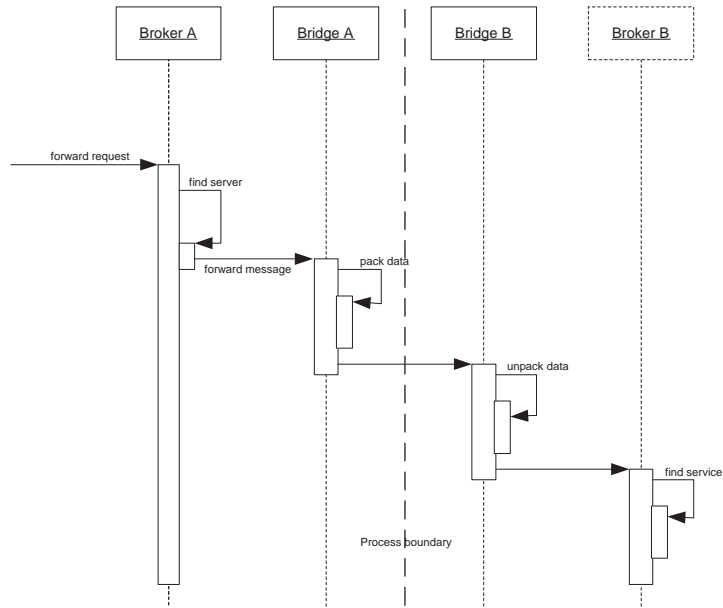 Broker A
Bridge A
Bridge B
Broker B
forward request
find server
forward message
pack data
unpack data
find service
Process boundary